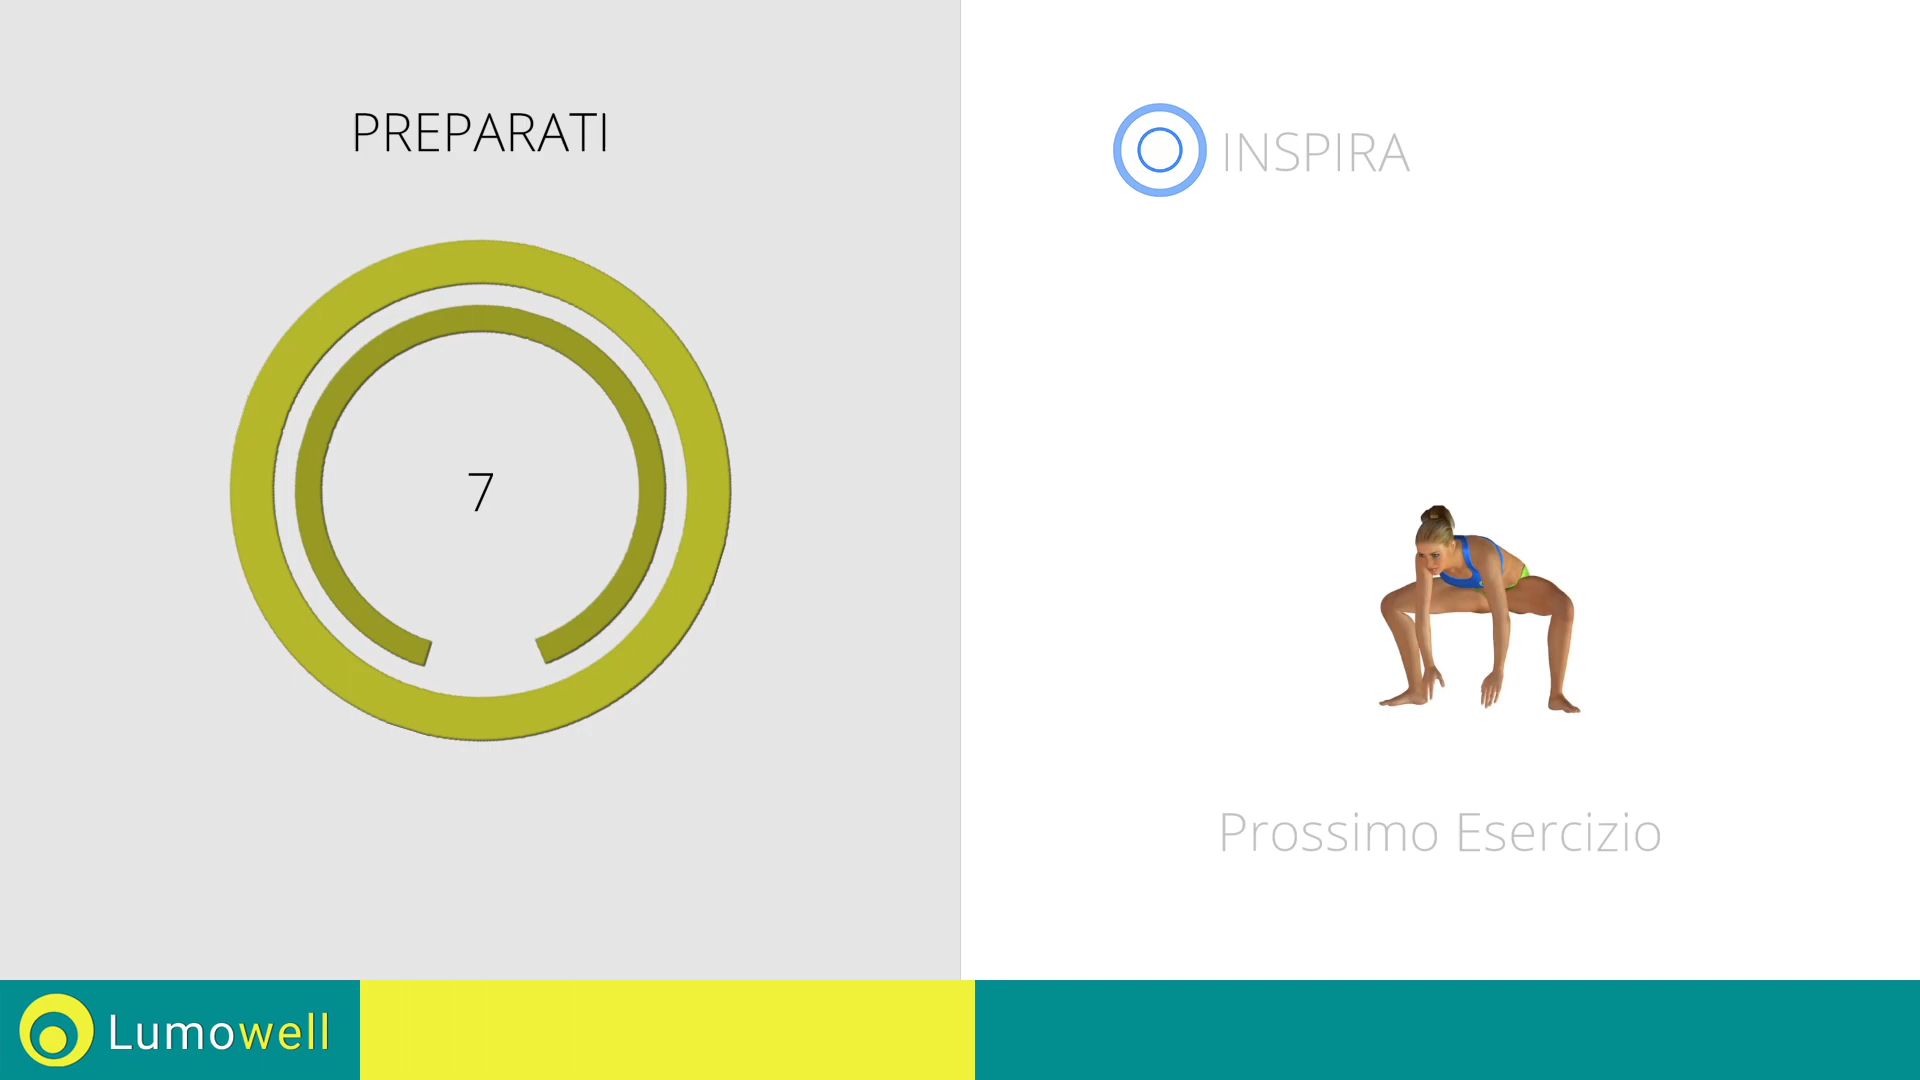 PREPARATI
7
INSPIRA
Prossimo Esercizio
Lumowell